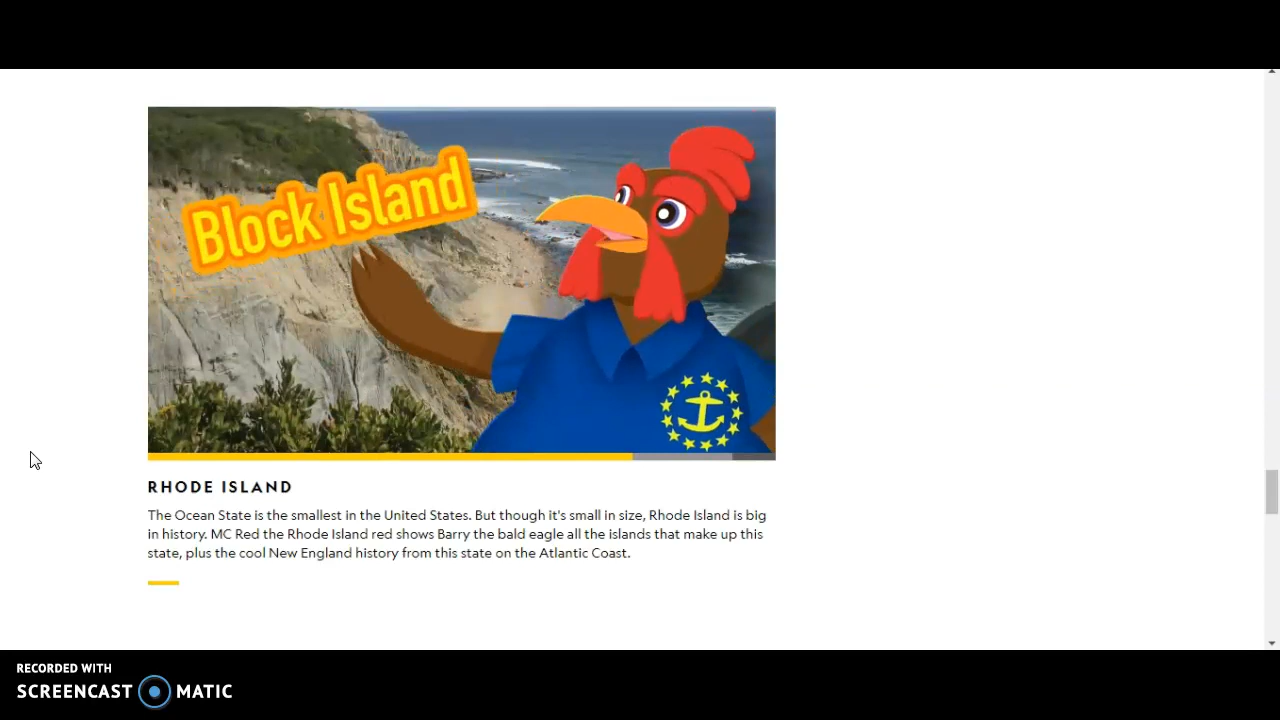 Block Island
RHODE ISLAND
The Ocean State is the smallest in the United States. But though it's small in size, Rhode Island is big
in history. MC Red the Rhode Island red shows Barry the bald eagle all the islands that make up this
state, plus the cool New England history from this state on the Atlantic Coast.
RECORDED WITH
SCREENCAST MATIC